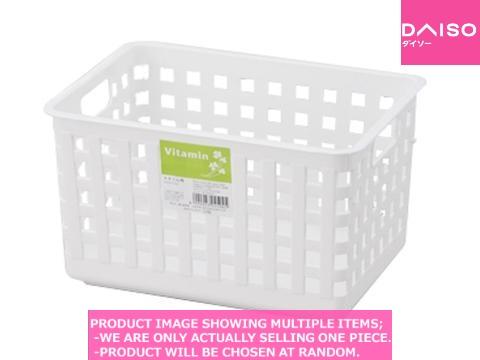 DAISO
ダイソー
Vitamin
PRODUCT IMAGE SHOWING MULTIPLE ITEMS;
-WE ARE ONLY ACTUALLY SELLING ONE PIECE.
-PRODUCT WILL BE CHOSEN AT RANDOM.